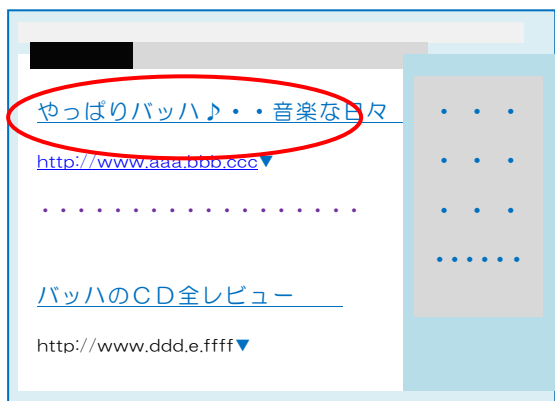 やっぱりバッハ♪・・音楽な日々
http://www.aaa.bbb.ccc▼
・・・・・・・・・・・・・・・・・・
バッハのCD全レビュー
http://www.ddd.e.ffff▼
・ ・ ・
・ ・ ・
・ ・ ・
・・・・・・